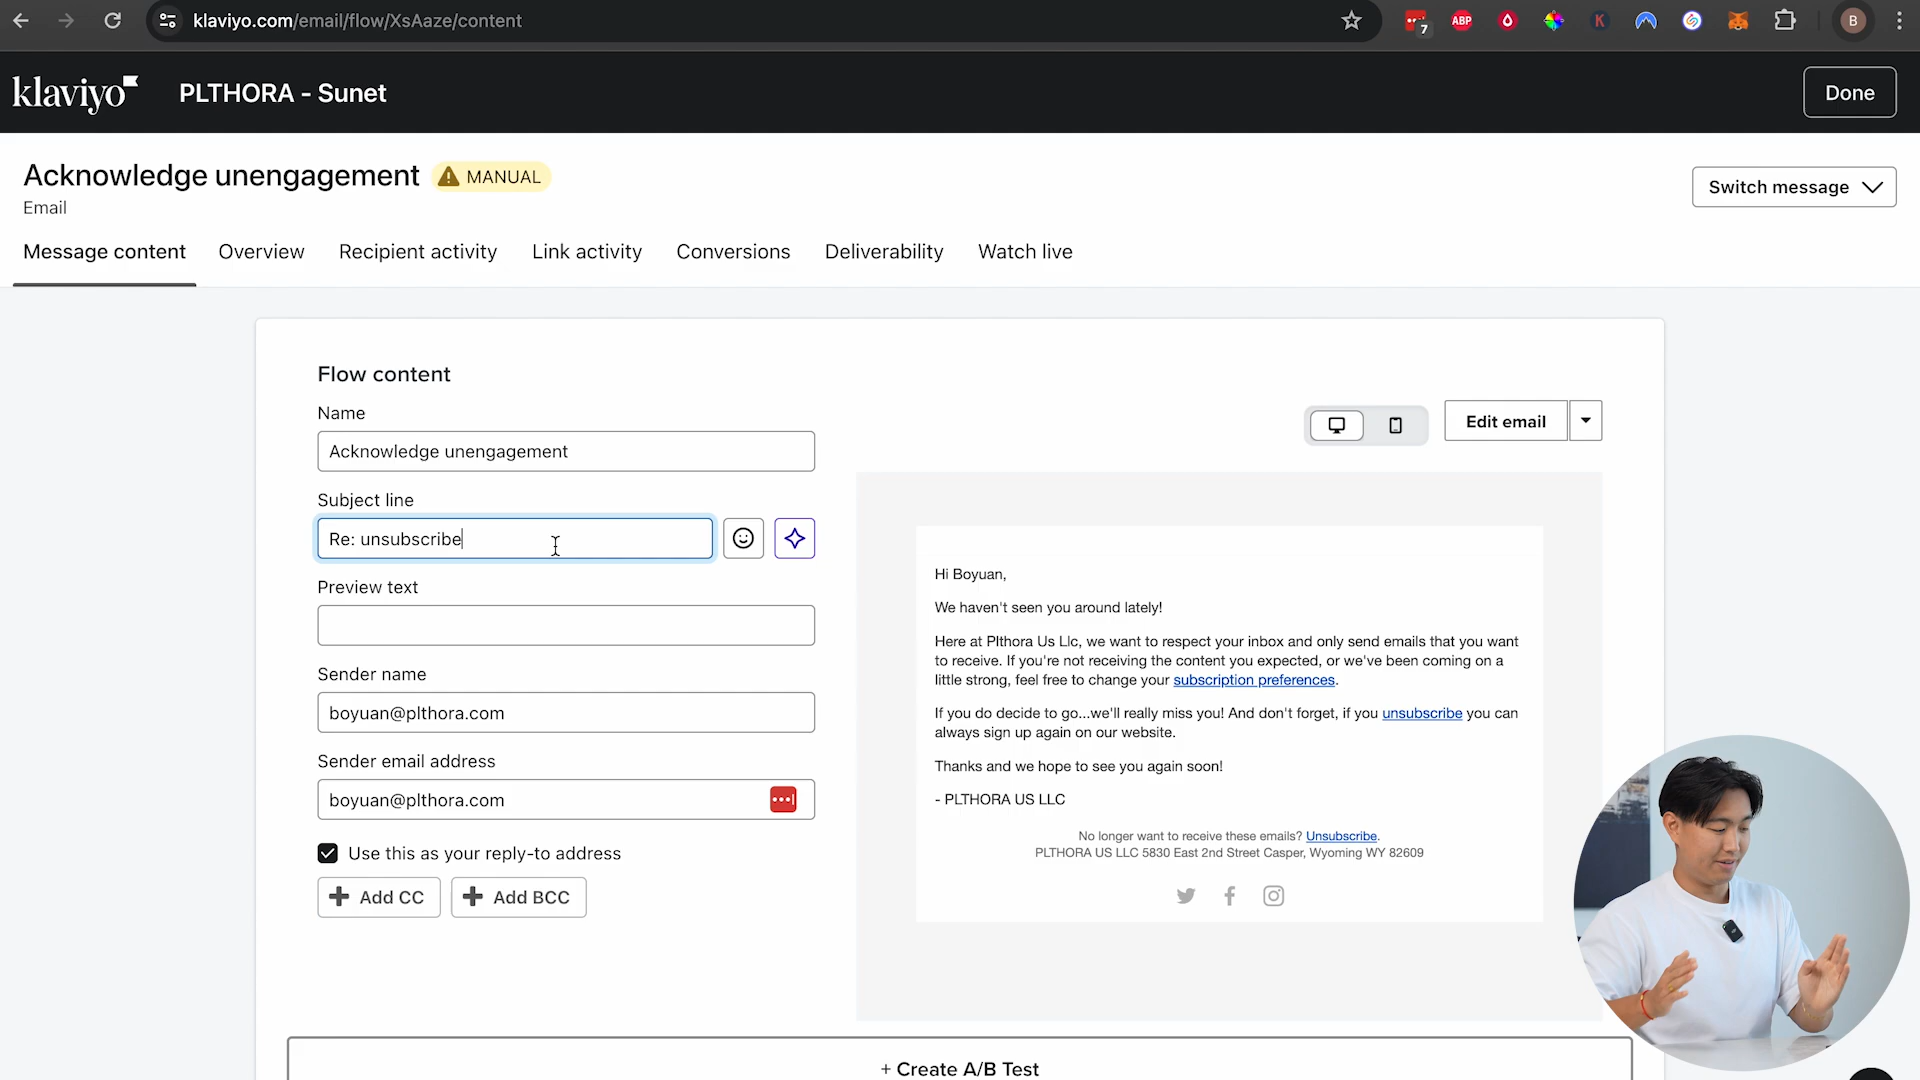 klaviyo.com/email/flow/XsAaze/content
7
ABP
K
B
klaviyo
PLTHORA - Sunet
Done
Acknowledge unengagement
MANUAL
Email
Switch message
Message content
Overview
Recipient activity
Link activity
Conversions
Deliverability
Watch live
Flow content
Name
Acknowledge unengagement
Subject line
Re: unsubscribe
Preview text
Sender name
boyuan@plthora.com
Sender email address
boyuan@plthora.com
Use this as your reply-to address
Add CC
Add BCC
Edit email
Hi Boyuan,
We haven't seen you around lately!
Here at Plthora Us Llc, we want to respect your inbox and only send emails that you want
to receive. If you're not receiving the content you expected, or we've been coming on a
little strong, feel free to change your subscription preferences.
If you do decide to go...we'll really miss you! And don't forget, if you unsubscribe you can
always sign up again on our website.
Thanks and we hope to see you again soon!
- PLTHORA US LLC
No longer want to receive these emails? Unsubscribe.
PLTHORA US LLC 5830 East 2nd Street Casper, Wyoming WY 82609
+ Create A/B Test